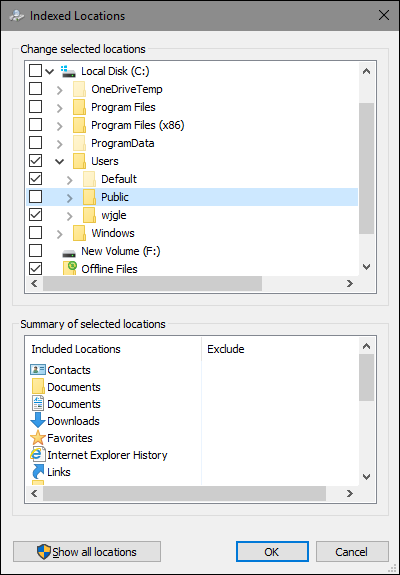 Indexed Locations
Change selected locations
Local Disk (C:)
OneDriveTemp
Program Files
Program Files (x86)
ProgramData
Users
Default
Public
wjgle
Windows
New Volume (F:)
Offline Files
Summary of selected locations
Included Locations Exclude
Contacts
Documents
Documents
Downloads
Favorites
Internet Explorer History
Links
Show all locations OK Cancel